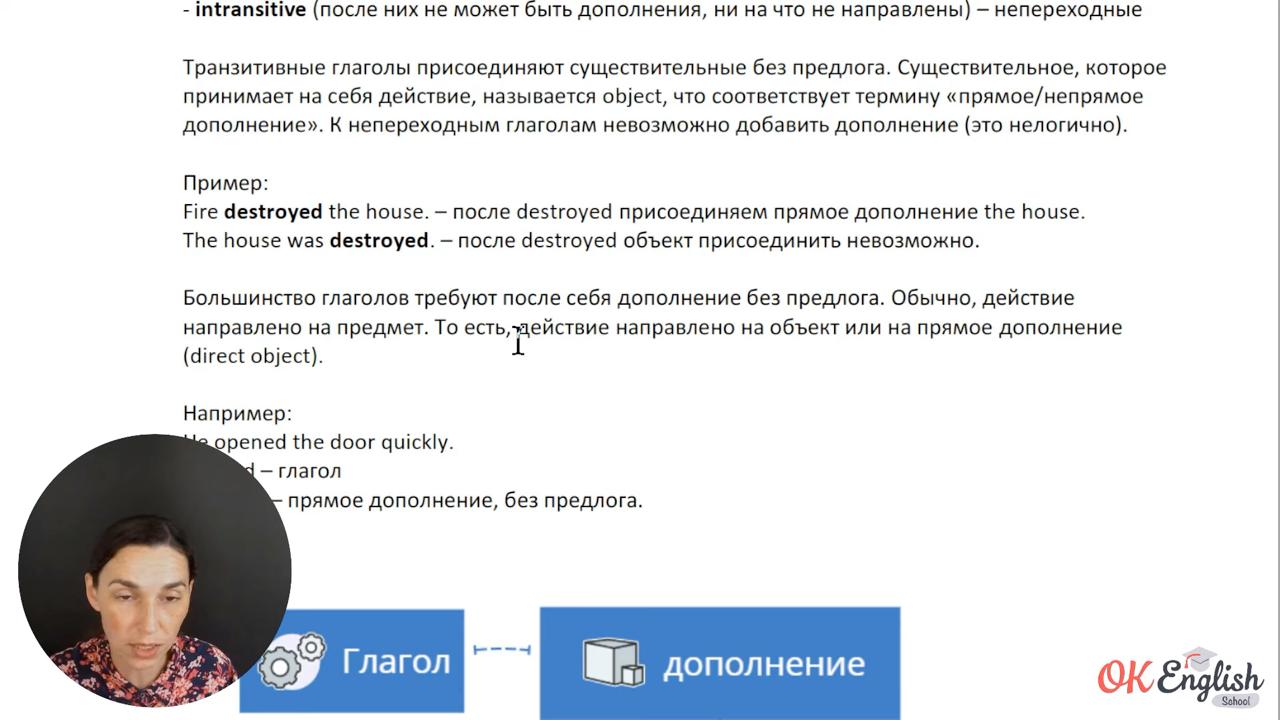 - intransitive (после них не может быть дополнения, ни на что не направлены) – непереходные
Транзитивные глаголы присоединяют существительные без предлога. Существительное, которое
принимает на себя действие, называется object, что соответствует термину «прямое/непрямое
дополнение». К непереходным глаголам невозможно добавить дополнение (это нелогично).
Пример:
Fire destroyed the house. – после destroyed присоединяем прямое дополнение the house.
The house was destroyed. – после destroyed объект присоединить невозможно.
Большинство глаголов требуют после себя дополнение без предлога. Обычно, действие
направлено на предмет. То есть, действие направлено на объект или на прямое дополнение
(direct object).
Например:
He opened the door quickly.
– глагол
– прямое дополнение, без предлога.
Глагол
дополнение
OK English
School